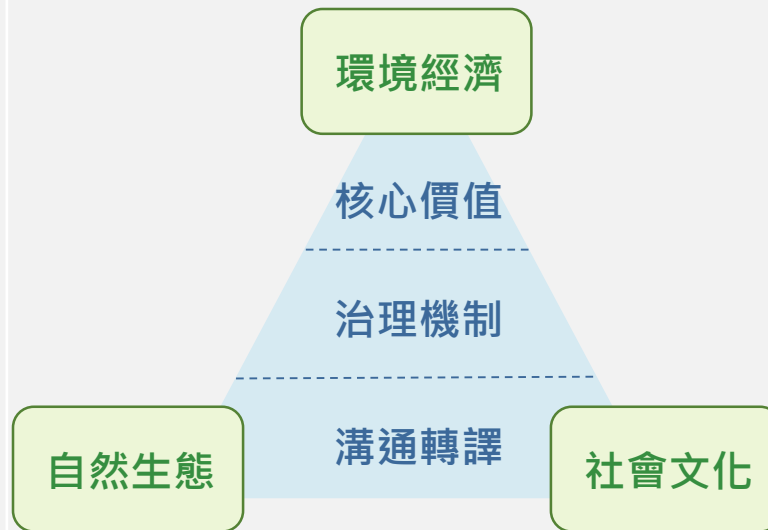 環境經濟
核心價值
治理機制
溝通轉譯
自然生態
社會文化